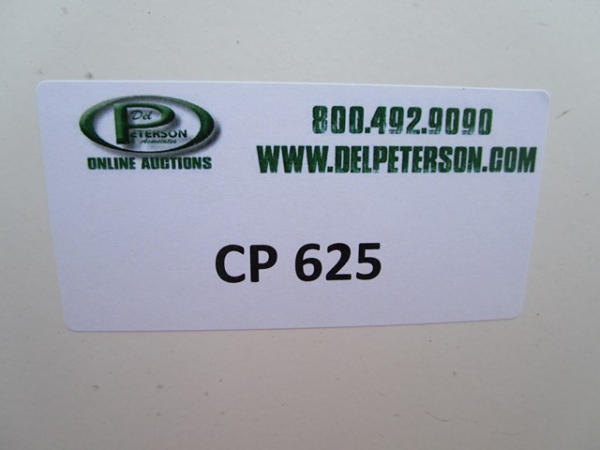 Del
PETERSON
& Associates
ONLINE AUCTIONS
800.492.9090
WWW.DELPETERSON.COM
CP 625